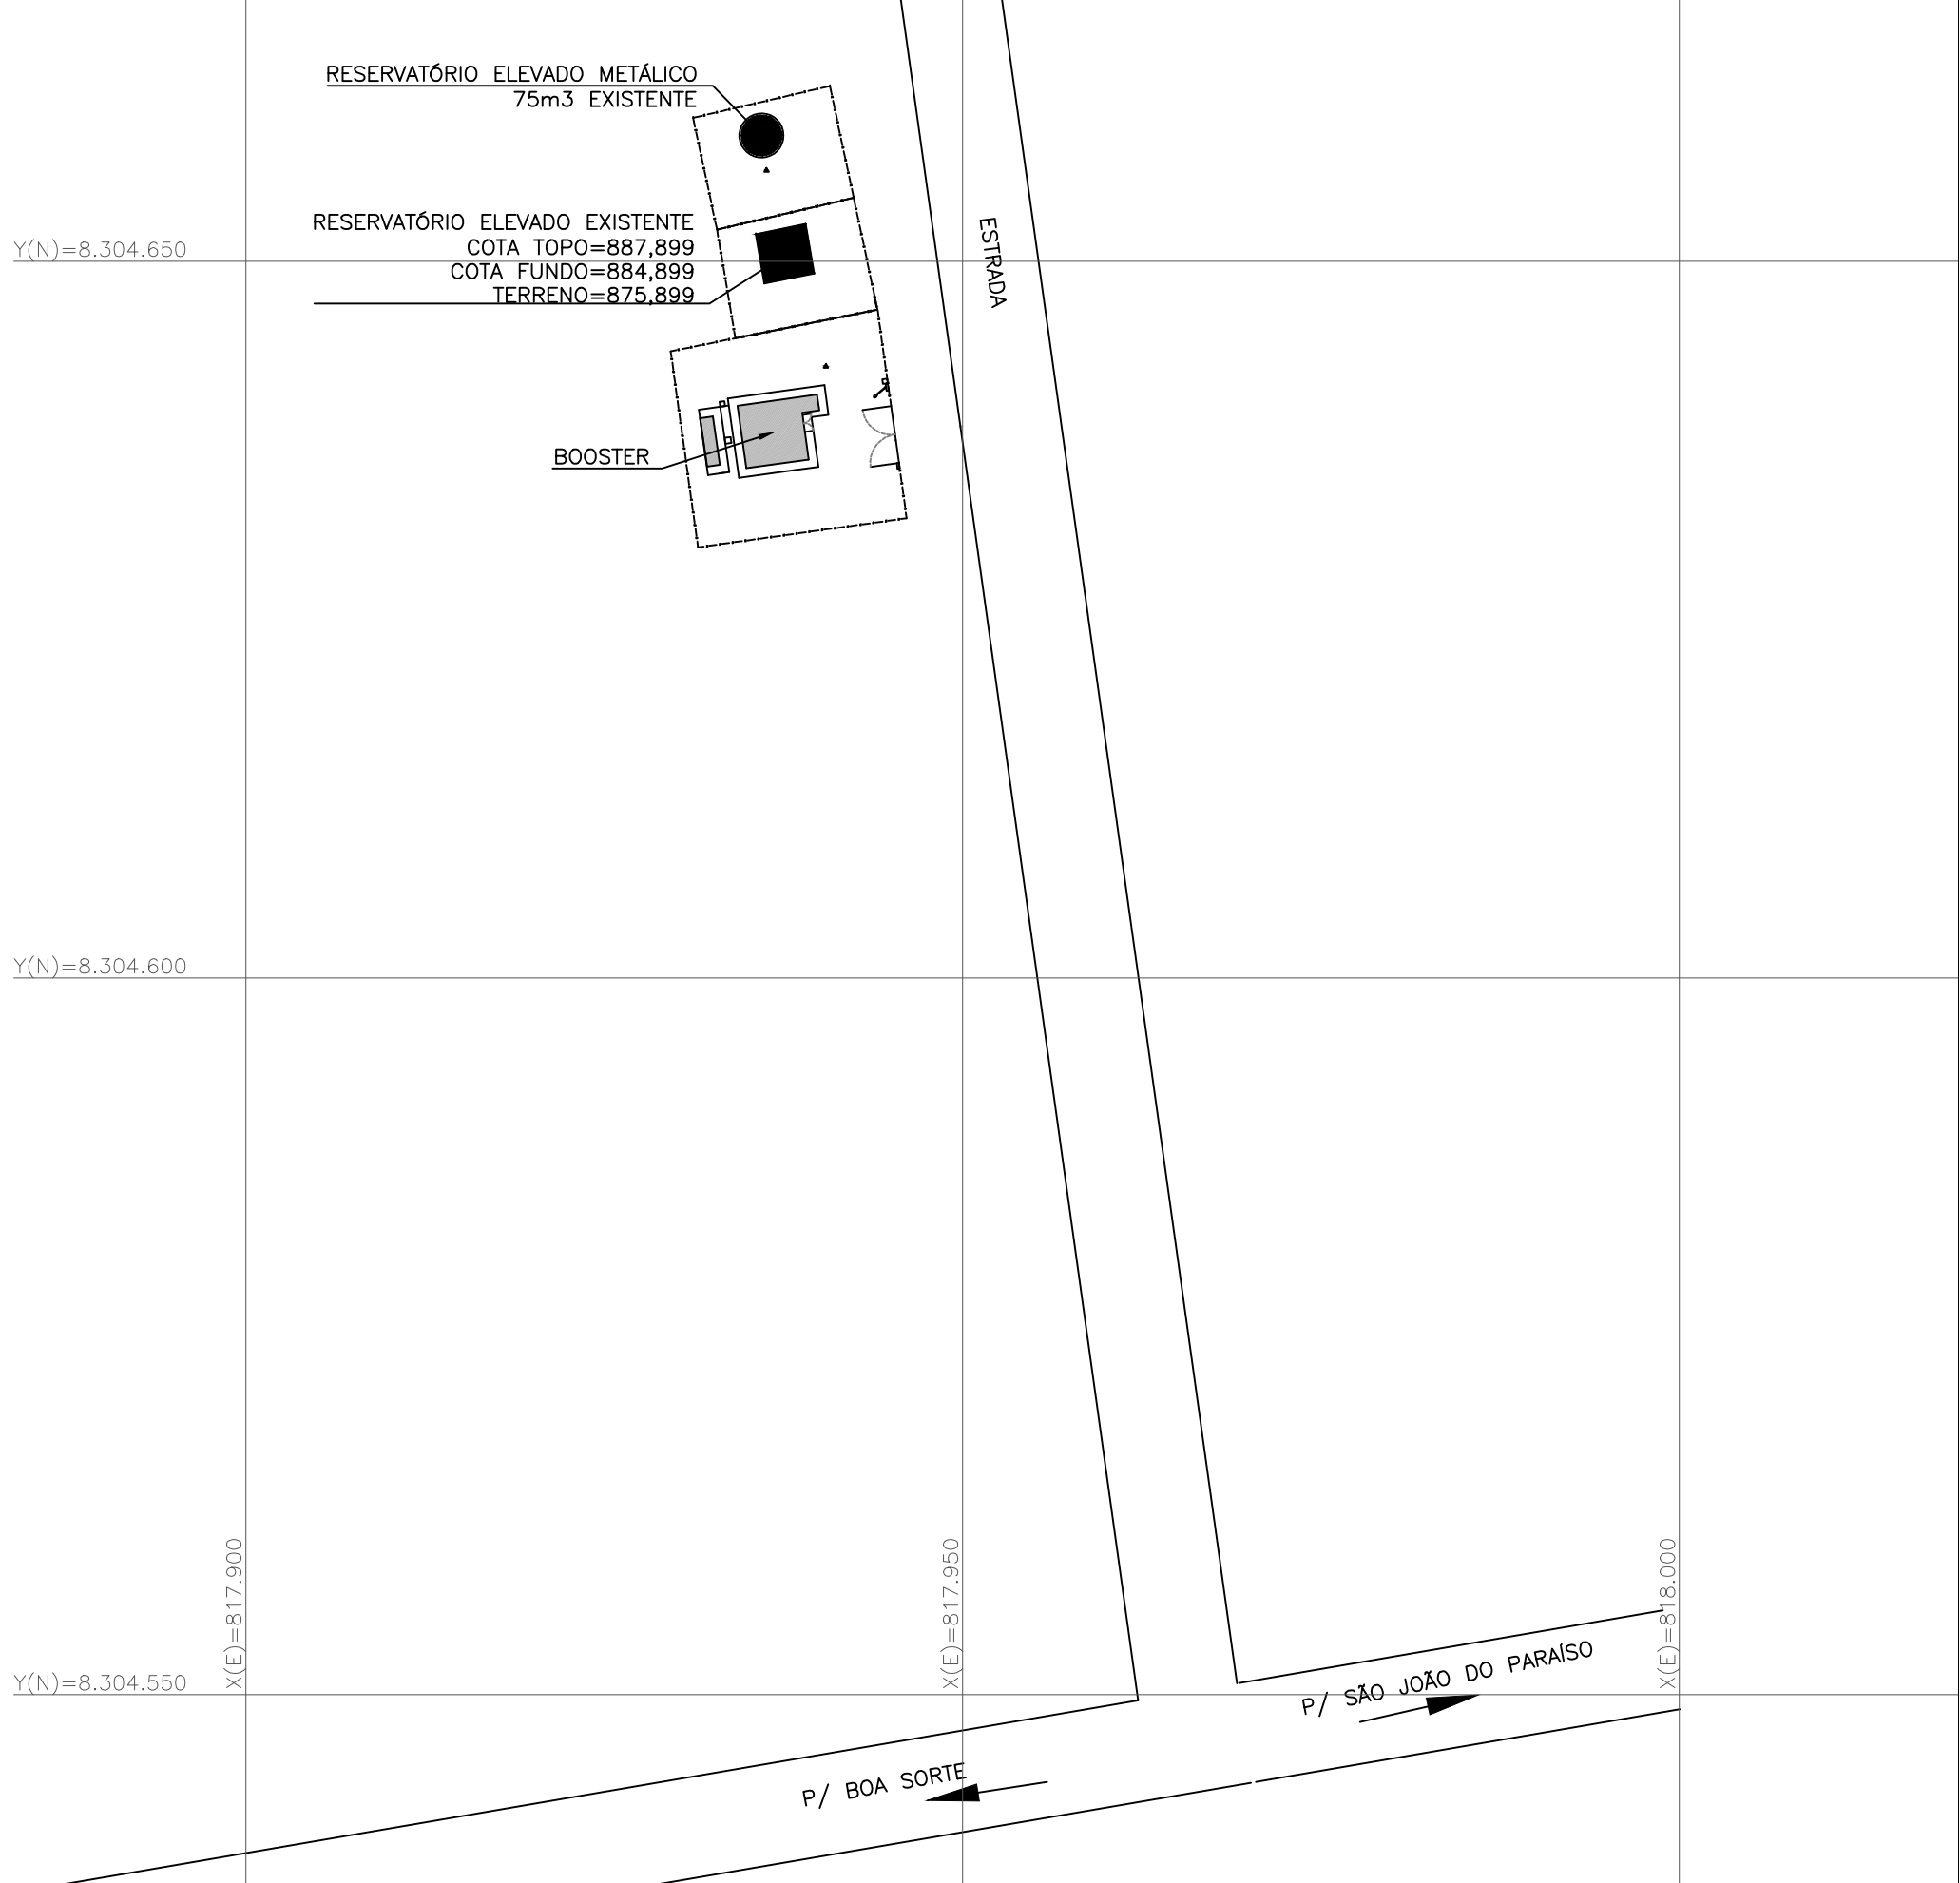 RESERVATÓRIO ELEVADO METÁLICO
75m3 EXISTENTE
RESERVATÓRIO ELEVADO EXISTENTE
COTA TOPO=887,899
COTA FUNDO=884,899
TERRENO=875,899
Y(N)=8.304.650
ESTRADA
BOOSTER
Y(N)=8.304.600
X(E)=817.900
X(E)=817.950
X(E)=818.000
Y(N)=8.304.550
P/ SÃO JOÃO DO PARAÍSO
P/ BOA SORTE